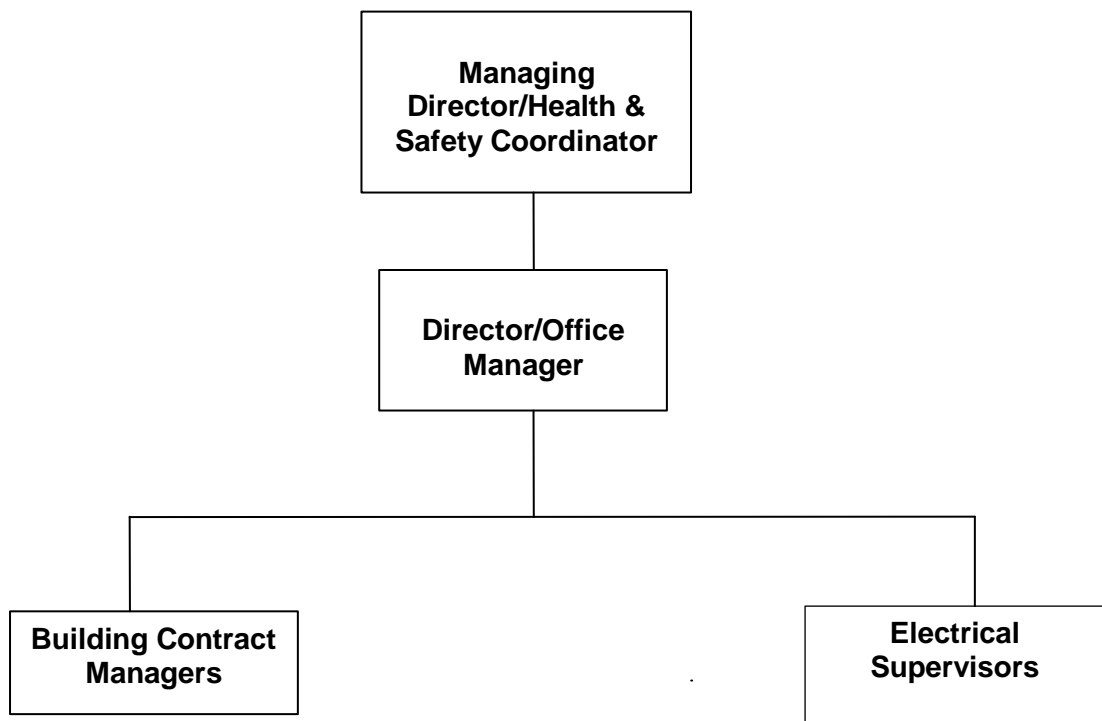 Managing
Director/Health &
Safety Coordinator
Director/Office
Manager
Building Contract
Managers
Electrical
Supervisors